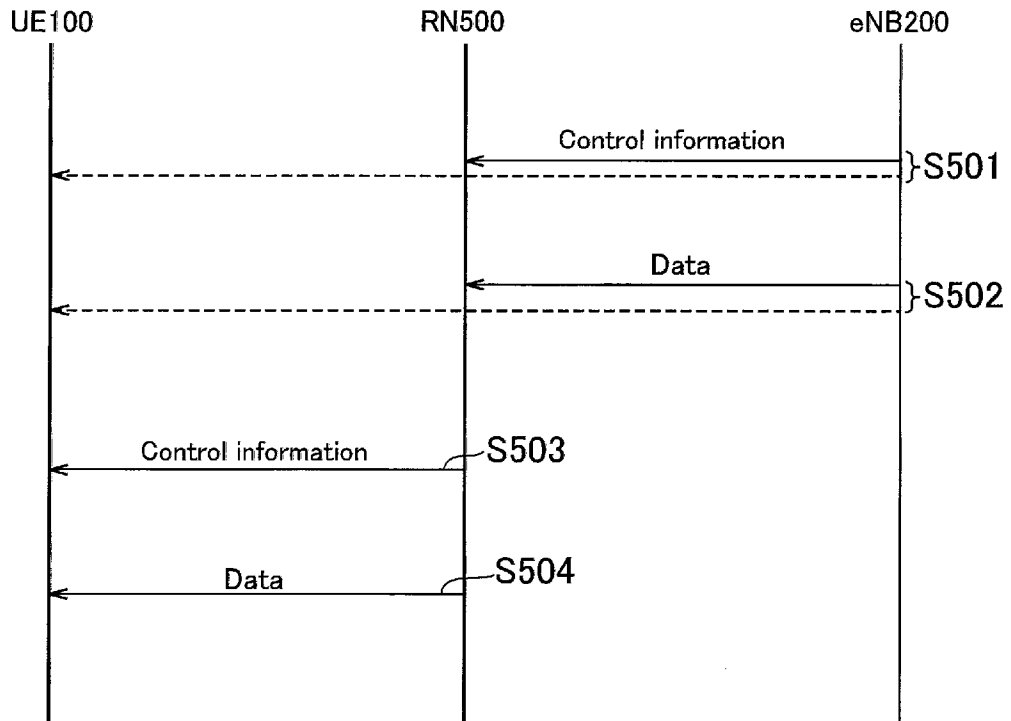 UE100 RN500 eNB200
Control information
S501
Data
S502
Control information S503
Data S504